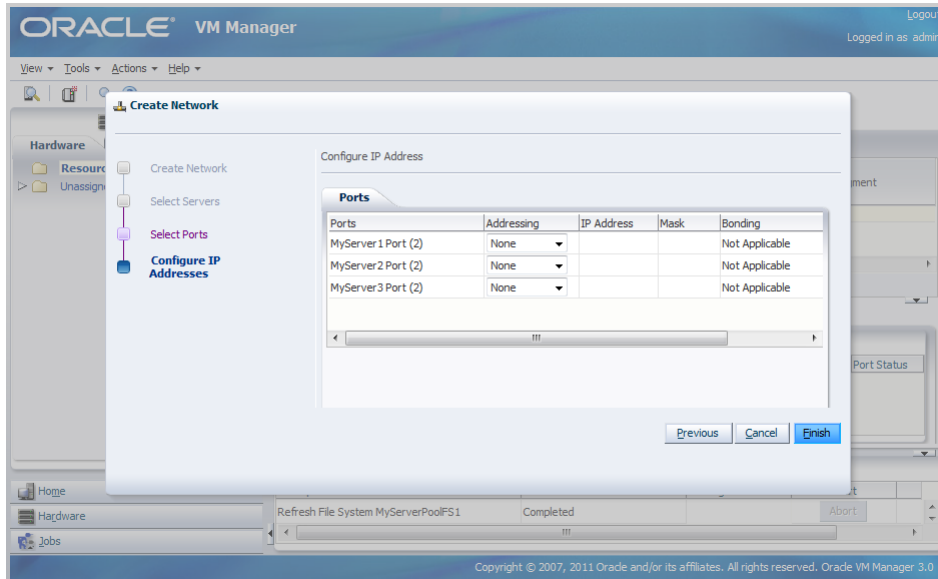 ORACLE® VM Manager
Logou
Logged in as admin
View Tools Actions Help
Create Network
Hardware
Resourc
Unassign
Create Network
Select Servers
Select Ports
Configure IP
Addresses
Configure IP Address
Ports
Ports Addressing IP Address Mask Bonding
MyServer1 Port (2) None Not Applicable
MyServer2 Port (2) None Not Applicable
MyServer3 Port (2) None Not Applicable
ment
Port Status
Previous Cancel Finish
Home
Hardware
Jobs
Refresh File System MyServerPoolFS1 Completed Abort
Copyright © 2007, 2011 Oracle and/or its affiliates. All rights reserved. Oracle VM Manager 3.0